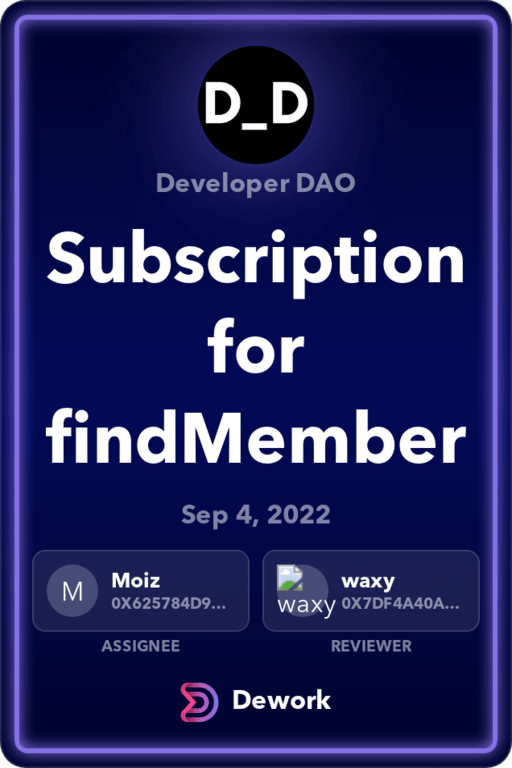 D_D
Developer DAO
Subscription
for
findMember
Sep 4, 2022
M
Moiz
0X625784D9...
waxy
waxy
0X7DF4A40A...
ASSIGNEE
REVIEWER
Dework